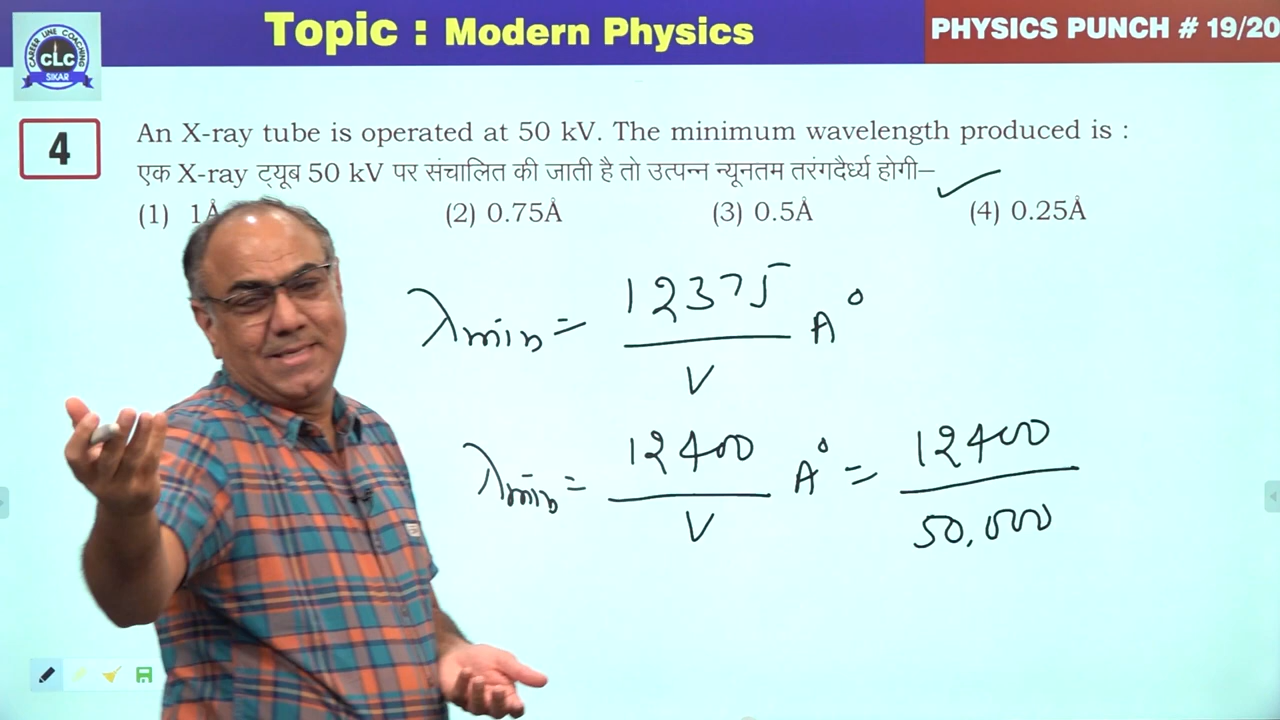 Topic : Modern Physics
PHYSICS PUNCH # 19/20
CAREER LINE COACHING
CLC
SIKAR
4
An X-ray tube is operated at 50 kV. The minimum wavelength produced is :
एक X-ray ट्यूब 50 kV पर संचालित की जाती है तो उत्पन्न न्यूनतम तरंगदैर्ध्य होगी–
(1) 1Å (2) 0.75Å (3) 0.5Å (4) 0.25Å
λmin = 12375 / V A°
λmin = 12400 / V A° = 12400 / 50,000